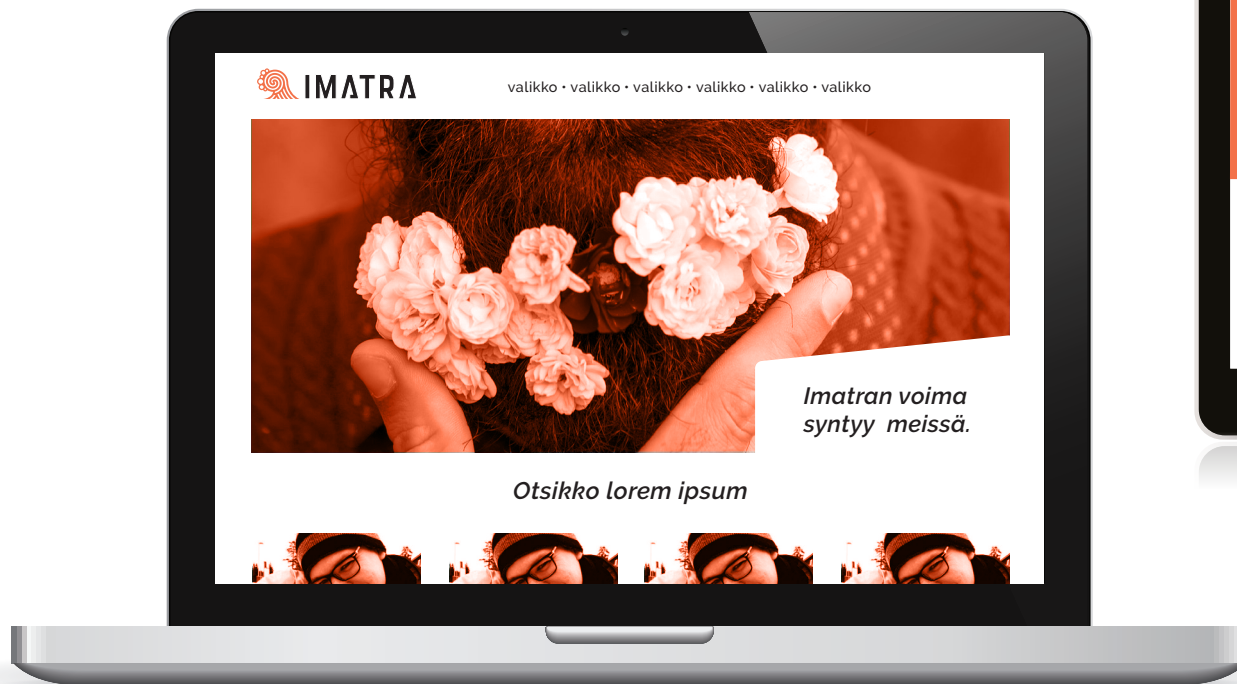 IMATRA
valikko • valikko • valikko • valikko • valikko • valikko
Imatran voima
syntyy meissä.
Otsikko lorem ipsum